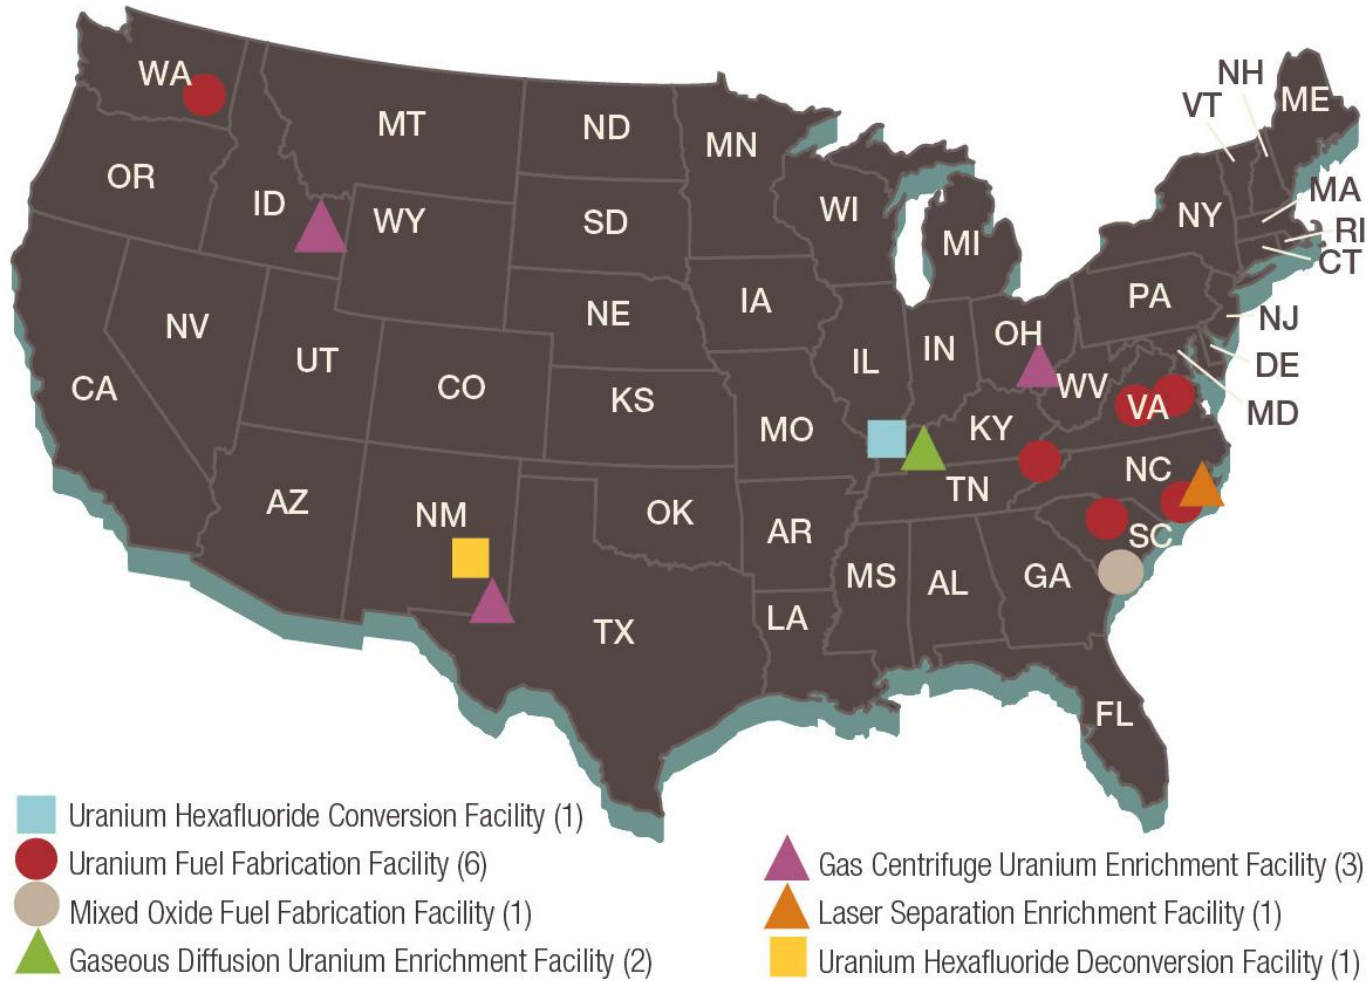 WA
MT
ND
MN
NH
VT
ME
OR
ID
WY
SD
WI
MI
NY
MA
RI
CT
NV
UT
NE
IA
PA
NJ
CA
CO
KS
IL
IN
OH
WV
DE
MD
VA
MO
KY
AZ
NM
OK
AR
TN
NC
SC
TX
LA
MS
AL
GA
FL
Uranium Hexafluoride Conversion Facility (1)
Uranium Fuel Fabrication Facility (6)
Mixed Oxide Fuel Fabrication Facility (1)
Gaseous Diffusion Uranium Enrichment Facility (2)
Gas Centrifuge Uranium Enrichment Facility (3)
Laser Separation Enrichment Facility (1)
Uranium Hexafluoride Deconversion Facility (1)